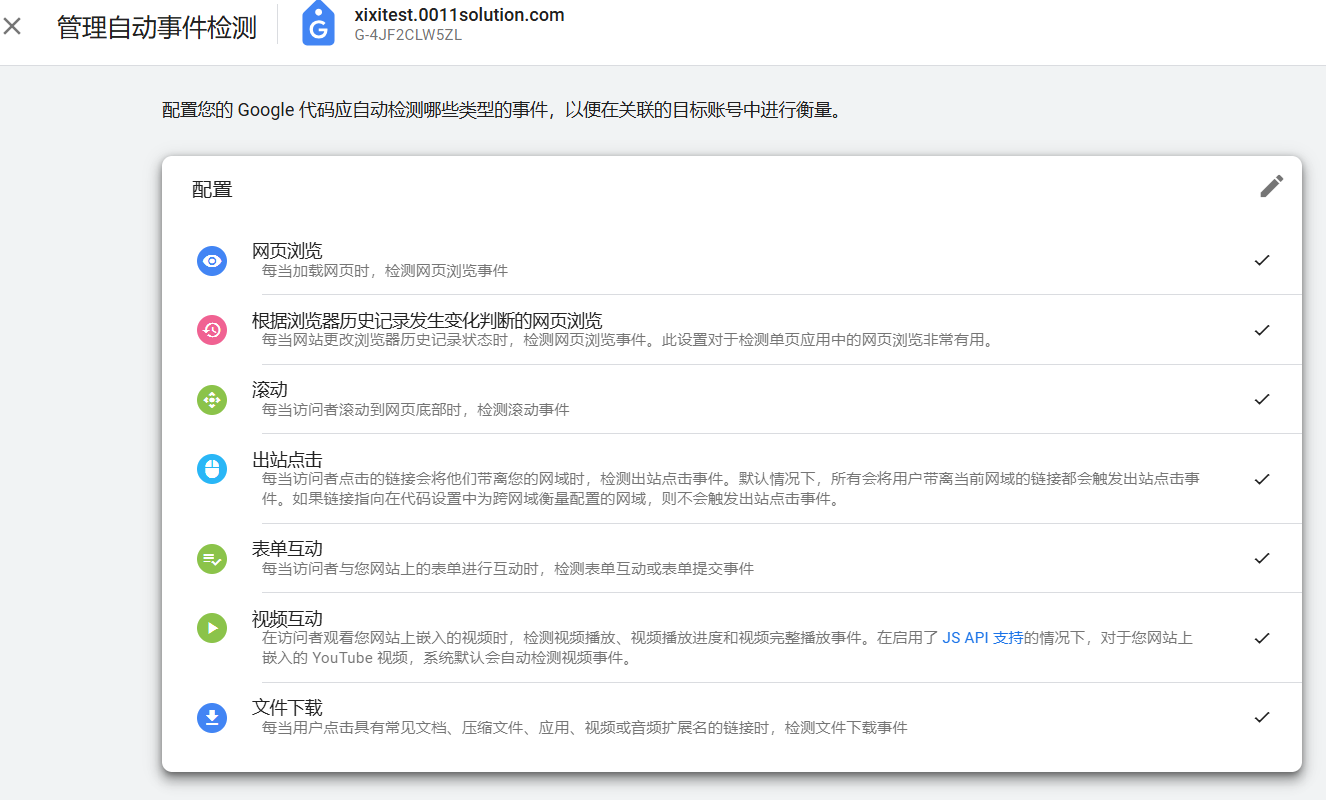 管理自动事件检测
xixitest.0011solution.com
G-4JF2CLW5ZL
配置您的 Google 代码应自动检测哪些类型的事件，以便在关联的目标账号中进行衡量。
配置
网页浏览
每当加载网页时，检测网页浏览事件
根据浏览器历史记录发生变化判断的网页浏览
每当网站更改浏览器历史记录状态时，检测网页浏览事件。此设置对于检测单页应用中的网页浏览非常有用。
滚动
每当访问者滚动到网页底部时，检测滚动事件
出站点击
每当访问者点击的链接会将他们带离您的网域时，检测出站点击事件。默认情况下，所有会将用户带离当前网域的链接都会触发出站点击事
件。如果链接指向在代码设置中为跨网域衡量配置的网域，则不会触发出站点击事件。
表单互动
每当访问者与您网站上的表单进行互动时，检测表单互动或表单提交事件
视频互动
在访问者观看您网站上嵌入的视频时，检测视频播放、视频播放进度和视频完整播放事件。在启用了 JS API 支持的情况下，对于您网站上
嵌入的 YouTube 视频，系统默认会自动检测视频事件。
文件下载
每当用户点击具有常见文档、压缩文件、应用、视频或音频扩展名的链接时，检测文件下载事件